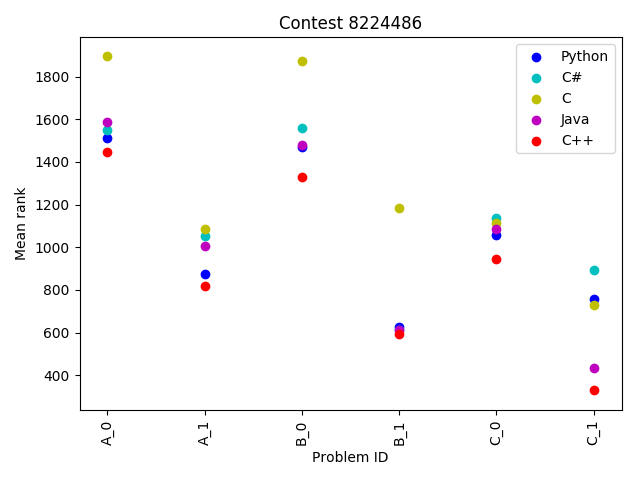 Contest 8224486
Mean rank
1800
1600
1400
1200
1000
800
600
400
Python
C#
C
Java
C++
A_0
A_1
B_0
B_1
C_0
C_1
Problem ID